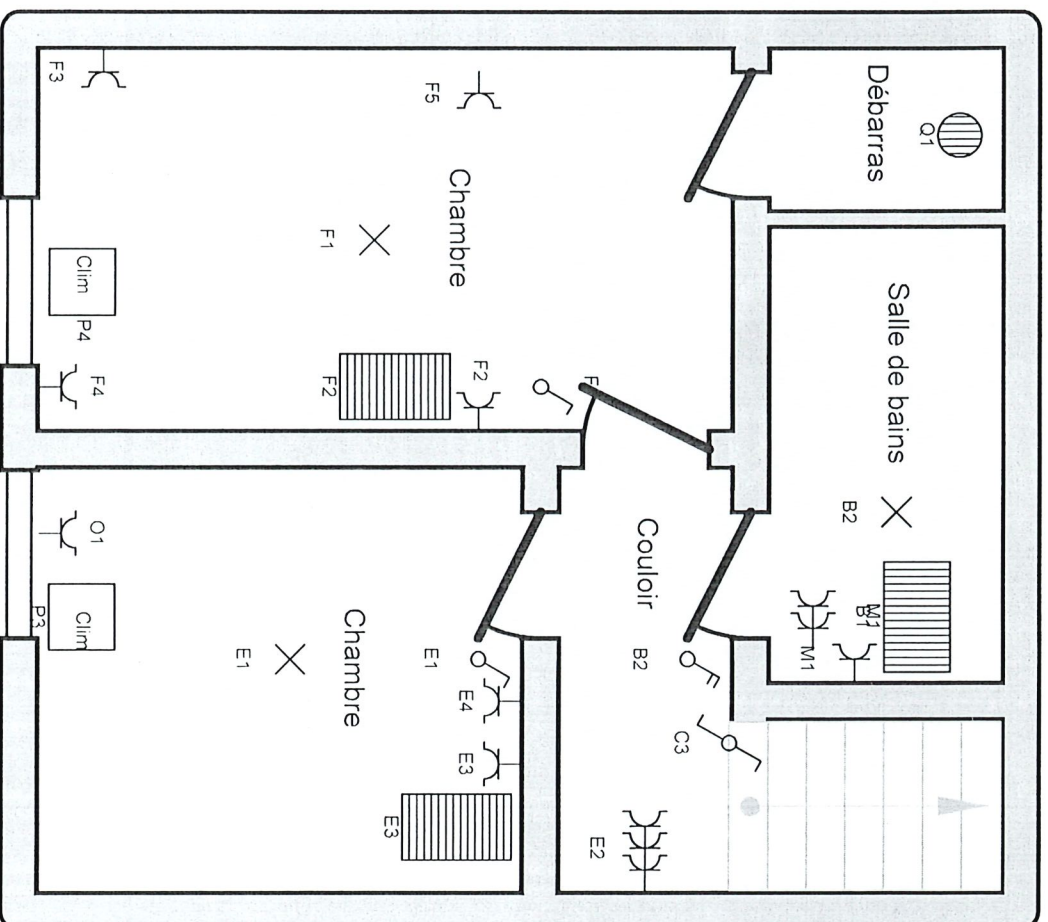 Q1
Salle de bains
Débarras
M1
B1
B2
M1
C3
Couloir
B2
E2
F
F2
E4
E3
Chambre
F5
E1
E3
Chambre
F2
F1
E1
F4
O1
Clim
P4
Clim
F3
P3